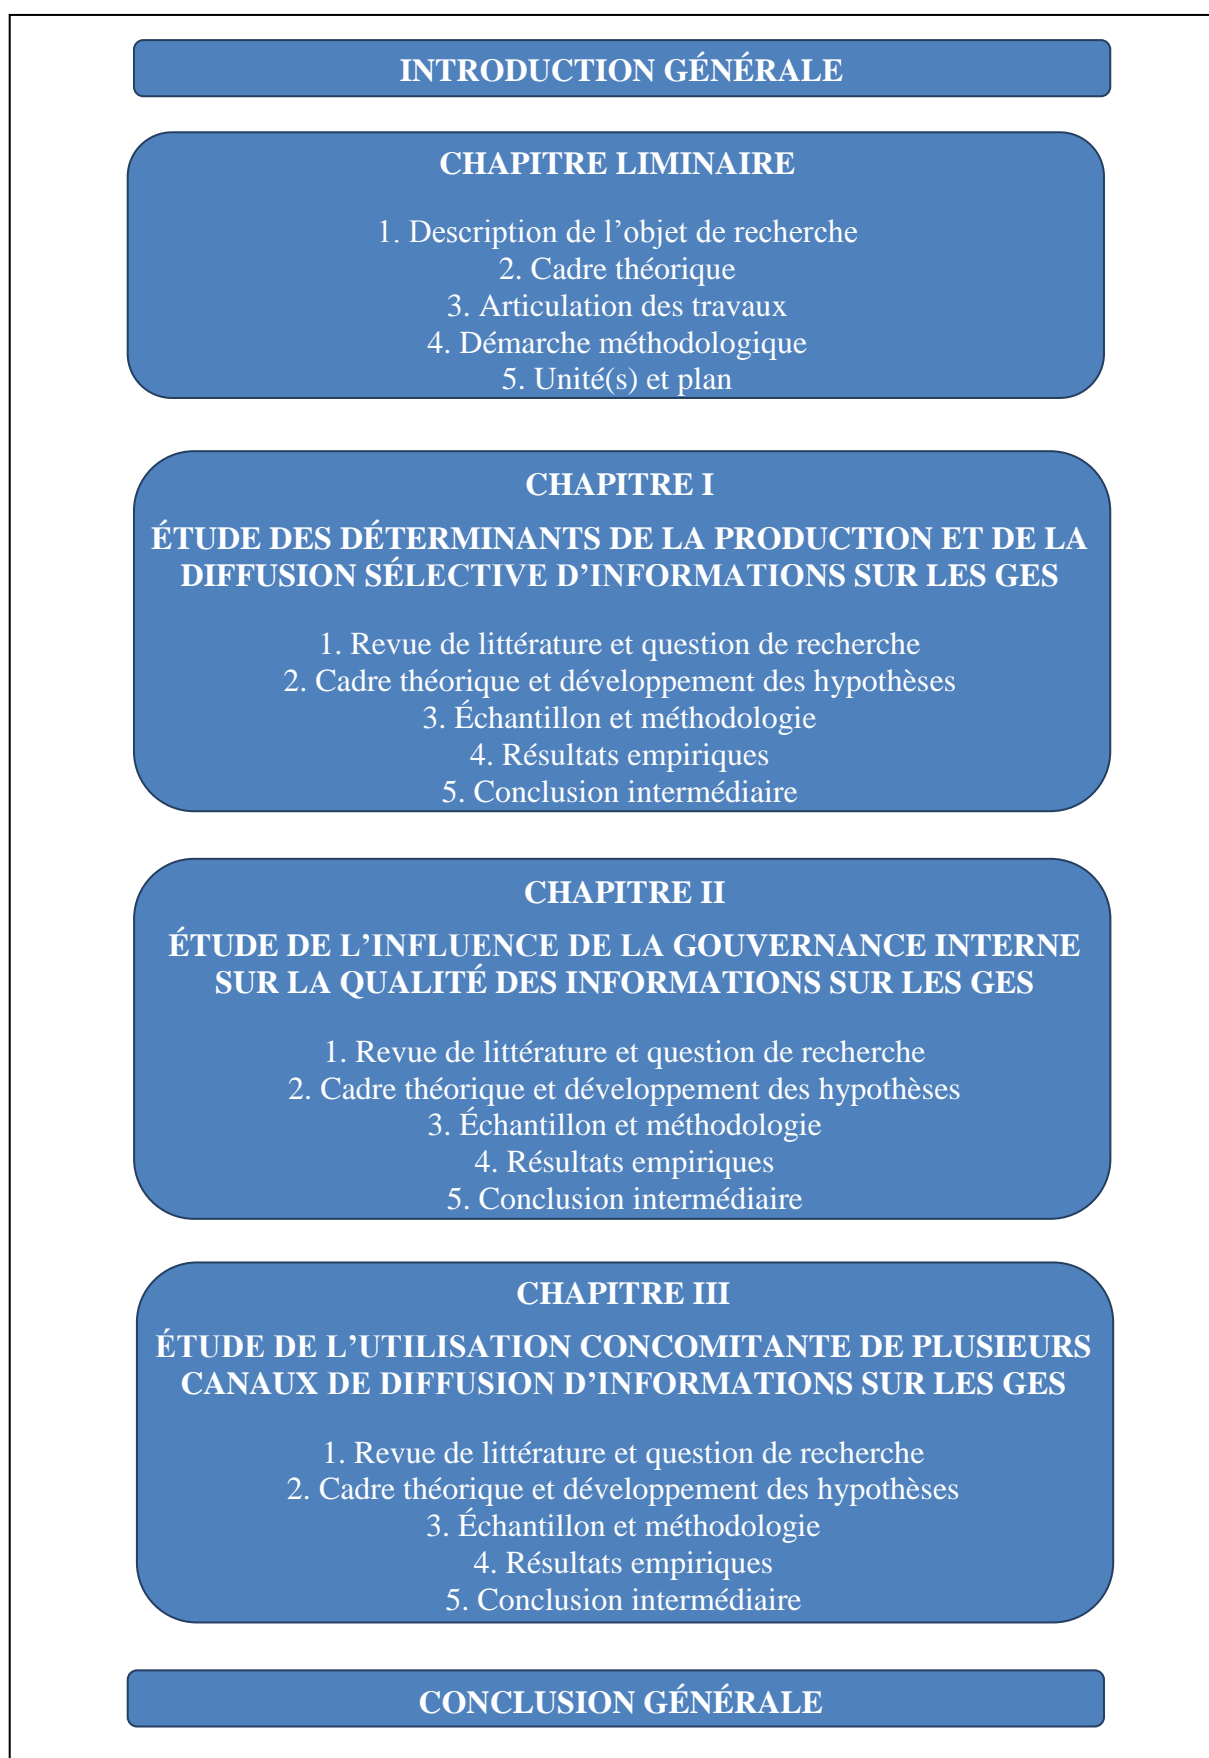 INTRODUCTION GÉNÉRALE
CHAPITRE LIMINAIRE
1. Description de l’objet de recherche
2. Cadre théorique
3. Articulation des travaux
4. Démarche méthodologique
5. Unité(s) et plan
CHAPITRE I
ÉTUDE DES DÉTERMINANTS DE LA PRODUCTION ET DE LA
DIFFUSION SÉLECTIVE D’INFORMATIONS SUR LES GES
1. Revue de littérature et question de recherche
2. Cadre théorique et développement des hypothèses
3. Échantillon et méthodologie
4. Résultats empiriques
5. Conclusion intermédiaire
CHAPITRE II
ÉTUDE DE L’INFLUENCE DE LA GOUVERNANCE INTERNE
SUR LA QUALITÉ DES INFORMATIONS SUR LES GES
1. Revue de littérature et question de recherche
2. Cadre théorique et développement des hypothèses
3. Échantillon et méthodologie
4. Résultats empiriques
5. Conclusion intermédiaire
CHAPITRE III
ÉTUDE DE L’UTILISATION CONCOMITANTE DE PLUSIEURS
CANAUX DE DIFFUSION D’INFORMATIONS SUR LES GES
1. Revue de littérature et question de recherche
2. Cadre théorique et développement des hypothèses
3. Échantillon et méthodologie
4. Résultats empiriques
5. Conclusion intermédiaire
CONCLUSION GÉNÉRALE